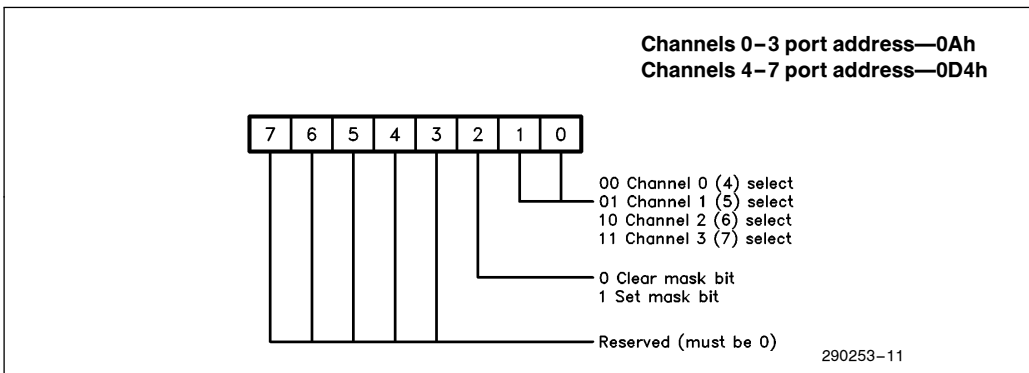 Channels 0–3 port address—0Ah
Channels 4–7 port address—0D4h
7 6 5 4 3 2 1 0
00 Channel 0 (4) select
01 Channel 1 (5) select
10 Channel 2 (6) select
11 Channel 3 (7) select
0 Clear mask bit
1 Set mask bit
Reserved (must be 0)
290253–11